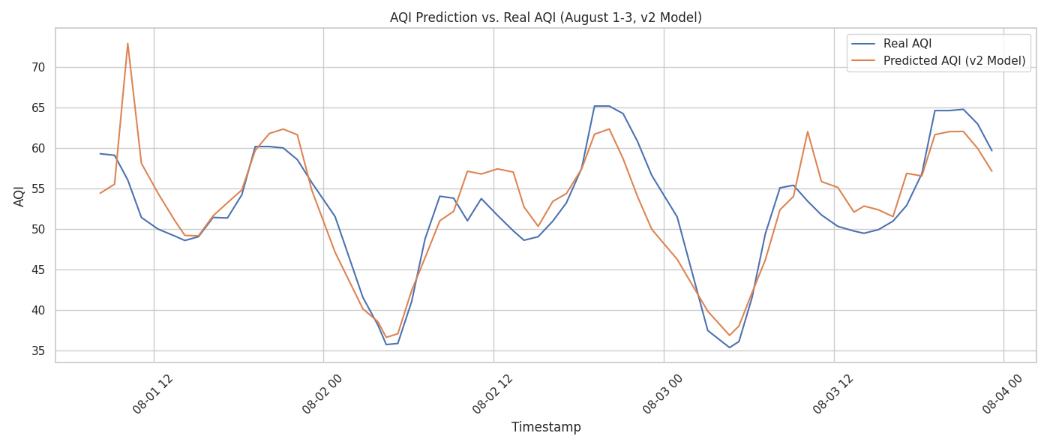 AQI Prediction vs. Real AQI (August 1-3, v2 Model)
Real AQI
Predicted AQI (v2 Model)
AQI
70
65
60
55
50
45
40
35
08-01 12
08-02 00
08-02 12
08-03 00
08-03 12
08-04 00
Timestamp